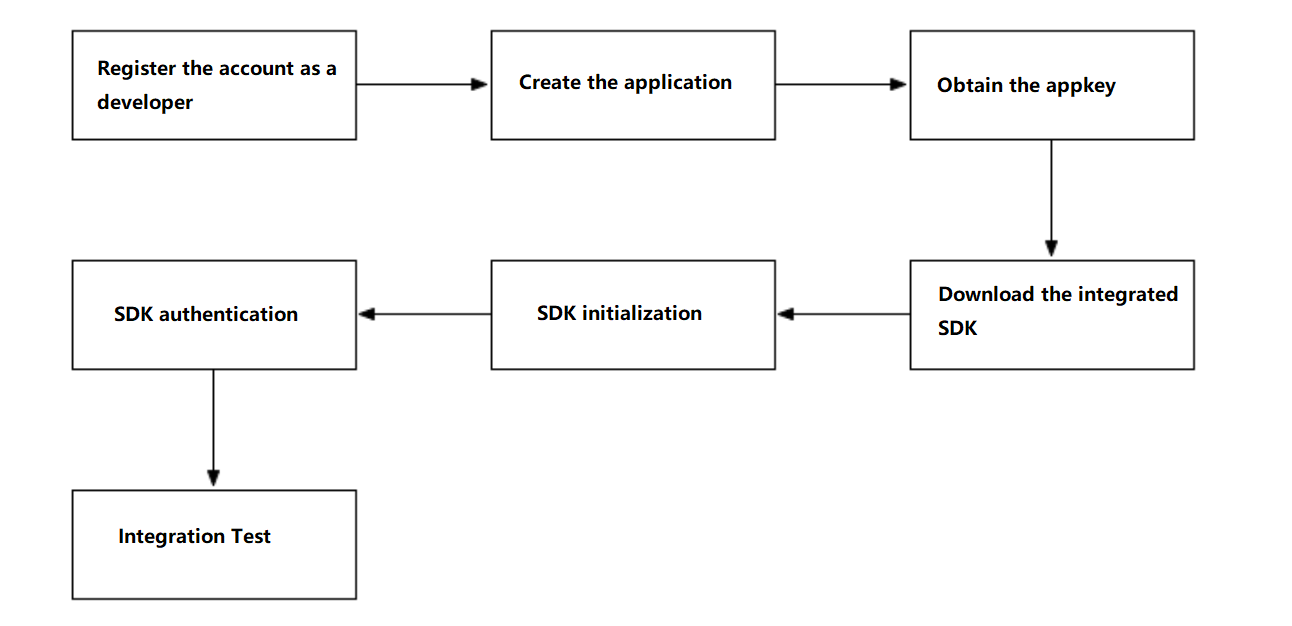 Register the account as a
developer
Create the application
Obtain the appkey
Download the integrated
SDK
SDK initialization
SDK authentication
Integration Test